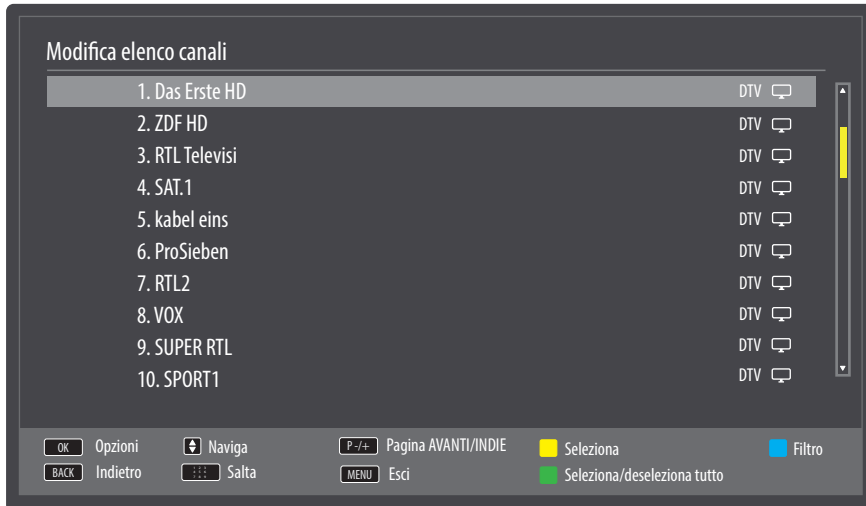 Modifica elenco canali
1. Das Erste HD DTV
2. ZDF HD DTV
3. RTL Televisi DTV
4. SAT.1 DTV
5. kabel eins DTV
6. ProSieben DTV
7. RTL2 DTV
8. VOX DTV
9. SUPER RTL DTV
10. SPORT1 DTV
OK Opzioni Naviga P -/+ Pagina AVANTI/INDIE Seleziona Filtro
BACK Indietro Salta MENU Esci Seleziona/deseleziona tutto